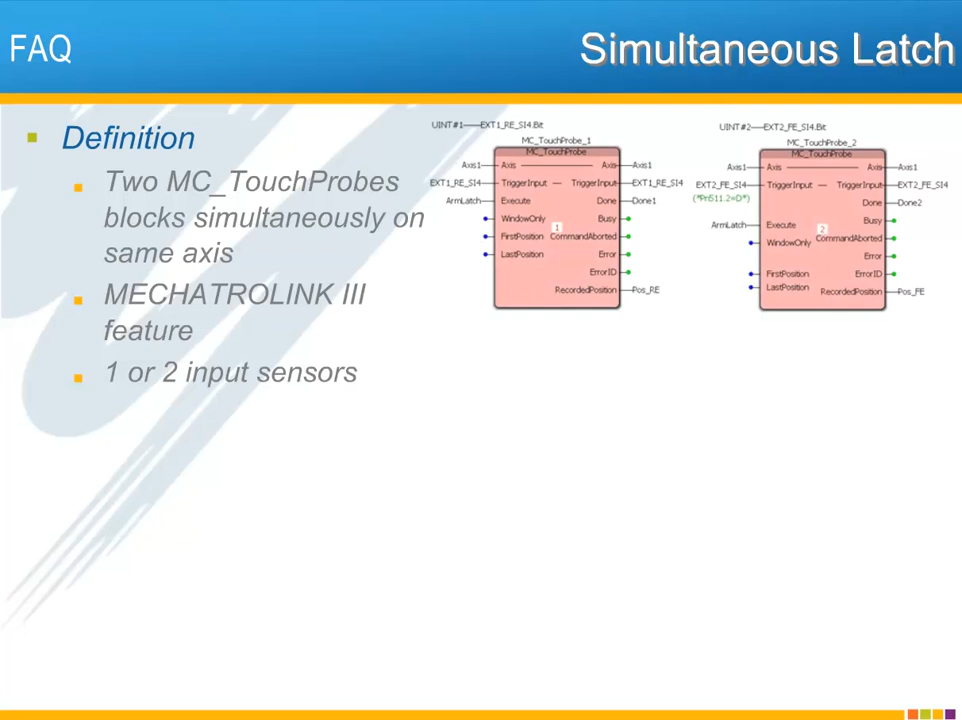 FAQ
Simultaneous Latch
Definition
Two MC_TouchProbes
blocks simultaneously on
same axis
MECHATROLINK III
feature
1 or 2 input sensors
UINT#1 EXT1_RE_SI4.Bit
MC_TouchProbe_1
MC_TouchProbe
Axis1 Axis Axis Axis1
EXT1_RE_SI4 TriggerInput TriggerInput EXT1_RE_SI4
ArmLatch Execute Done Done1
WindowOnly Busy
1
FirstPosition CommandAborted
LastPosition Error
ErrorID
RecordedPosition Pos_RE
UINT#2 EXT2_FE_SI4.Bit
MC_TouchProbe_2
MC_TouchProbe
Axis1 Axis Axis Axis1
EXT2_FE_SI4 TriggerInput TriggerInput EXT2_FE_SI4
(*Pn511.2=D*)
Done Done2
ArmLatch Execute Busy
2
WindowOnly CommandAborted
Error
FirstPosition ErrorID
LastPosition RecordedPosition Pos_FE